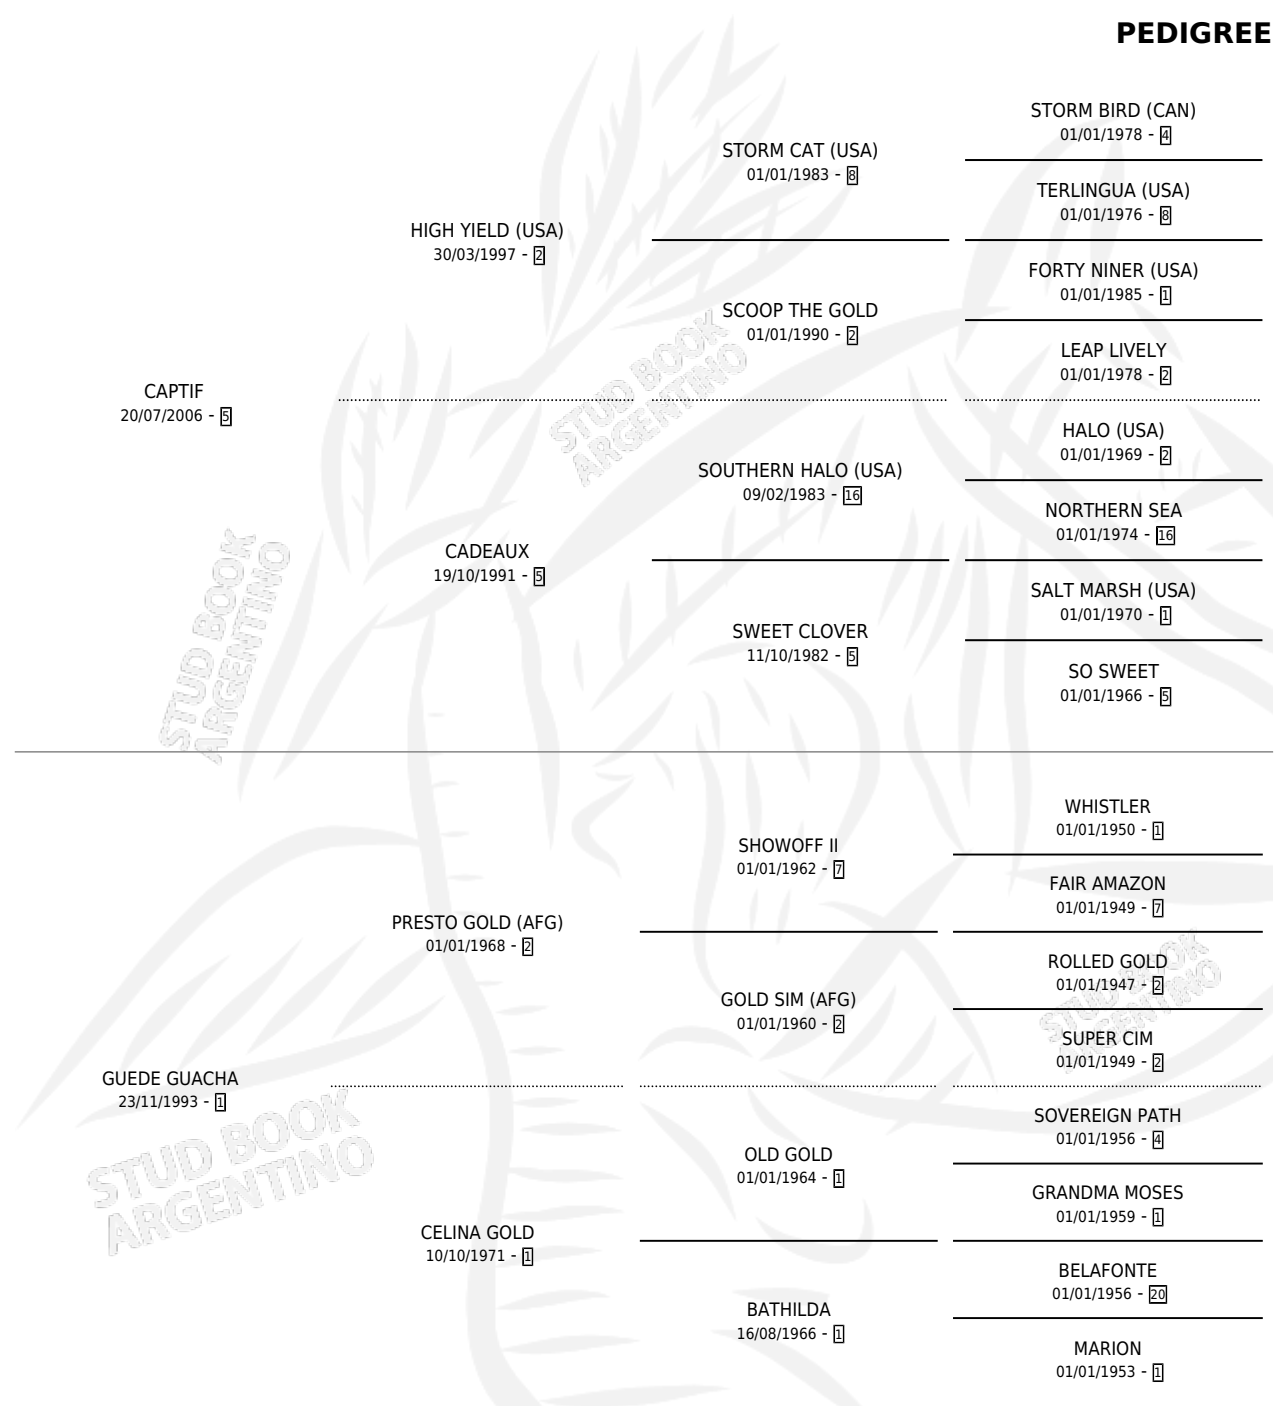 PEDIGREE
STORM BIRD (CAN)
01/01/1978 - 4
STORM CAT (USA)
01/01/1983 - 8
TERLINGUA (USA)
01/01/1976 - 8
HIGH YIELD (USA)
30/03/1997 - 2
FORTY NINER (USA)
01/01/1985 - 1
SCOOP THE GOLD
01/01/1990 - 2
LEAP LIVELY
01/01/1978 - 2
CAPTIF
20/07/2006 - 5
STUD BOOK
ARGENTINO
HALO (USA)
01/01/1969 - 2
SOUTHERN HALO (USA)
09/02/1983 - 16
NORTHERN SEA
01/01/1974 - 16
CADEAUX
19/10/1991 - 5
SALT MARSH (USA)
01/01/1970 - 1
SWEET CLOVER
11/10/1982 - 5
SO SWEET
01/01/1966 - 5
STUD BOOK
ARGENTINO
WHISTLER
01/01/1950 - 1
SHOWOFF II
01/01/1962 - 7
FAIR AMAZON
01/01/1949 - 7
PRESTO GOLD (AFG)
01/01/1968 - 2
ROLLED GOLD
01/01/1947 - 2
GOLD SIM (AFG)
01/01/1960 - 2
SUPER CIM
01/01/1949 - 2
STUD BOOK
ARGENTINO
GUEDE GUACHA
23/11/1993 - 1
SOVEREIGN PATH
01/01/1956 - 4
OLD GOLD
01/01/1964 - 1
GRANDMA MOSES
01/01/1959 - 1
STUD BOOK
ARGENTINO
CELINA GOLD
10/10/1971 - 1
BELAFONTE
01/01/1956 - 20
BATHILDA
16/08/1966 - 1
MARION
01/01/1953 - 1